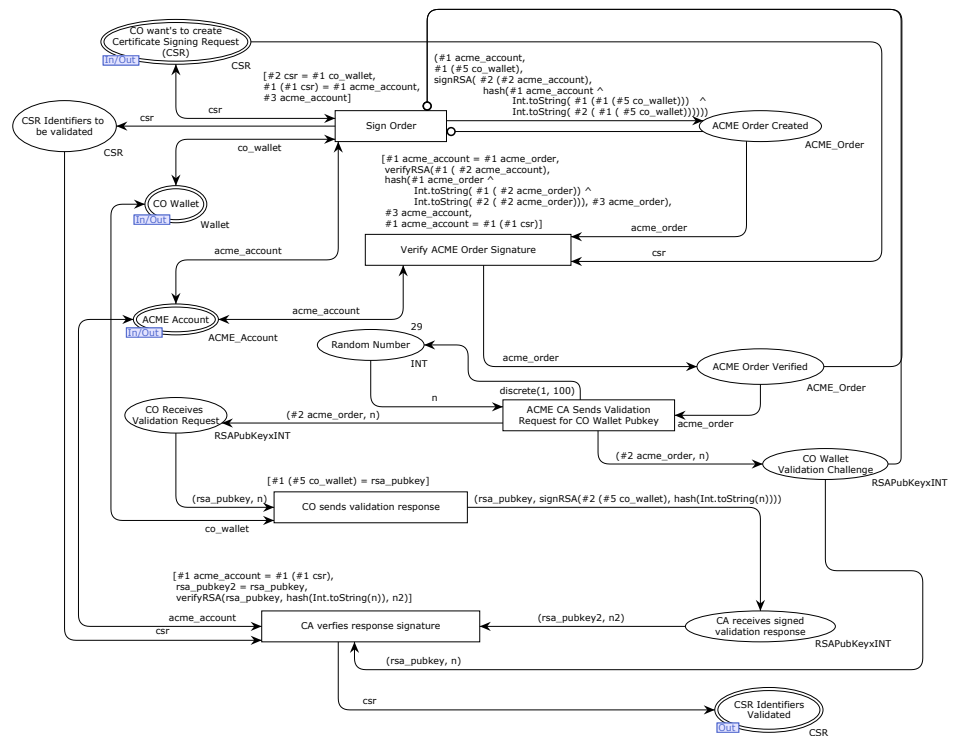 CO want's to create
Certificate Signing Request
(CSR)
In/Out
CSR
(#1 acme_account,
#1 (#5 co_wallet),
signRSA( #2 (#2 acme_account),
hash(#1 acme_account ^
Int.toString( #1 (#1 (#5 co_wallet))) ^
Int.toString( #2 ( #1 ( #5 co_wallet))))))
[#2 csr = #1 co_wallet,
#1 (#1 csr) = #1 acme_account,
#3 acme_account]
csr
CSR Identifiers to
be validated
CSR
csr
Sign Order
ACME Order Created
ACME_Order
co_wallet
[#1 acme_account = #1 acme_order,
verifyRSA(#1 ( #2 acme_account),
hash(#1 acme_order ^
Int.toString( #1 ( #2 acme_order)) ^
Int.toString( #2 ( #2 acme_order))), #3 acme_order),
#3 acme_account,
#1 acme_account = #1 (#1 csr)]
CO Wallet
In/Out
Wallet
acme_order
Verify ACME Order Signature
csr
acme_account
acme_account
ACME Account
In/Out
ACME_Account
29
Random Number
INT
acme_order
ACME Order Verified
ACME_Order
discrete(1, 100)
n
CO Receives
Validation Request
RSAPubKeyxINT
(#2 acme_order, n)
ACME CA Sends Validation
Request for CO Wallet Pubkey
acme_order
(#2 acme_order, n)
CO Wallet
Validation Challenge
RSAPubKeyxINT
[#1 (#5 co_wallet) = rsa_pubkey]
(rsa_pubkey, n)
CO sends validation response
(rsa_pubkey, signRSA(#2 (#5 co_wallet), hash(Int.toString(n))))
co_wallet
[#1 acme_account = #1 (#1 csr),
rsa_pubkey2 = rsa_pubkey,
verifyRSA(rsa_pubkey, hash(Int.toString(n)), n2)]
acme_account
csr
CA verfies response signature
(rsa_pubkey2, n2)
CA receives signed
validation response
RSAPubKeyxINT
(rsa_pubkey, n)
csr
CSR Identifiers
Validated
Out
CSR